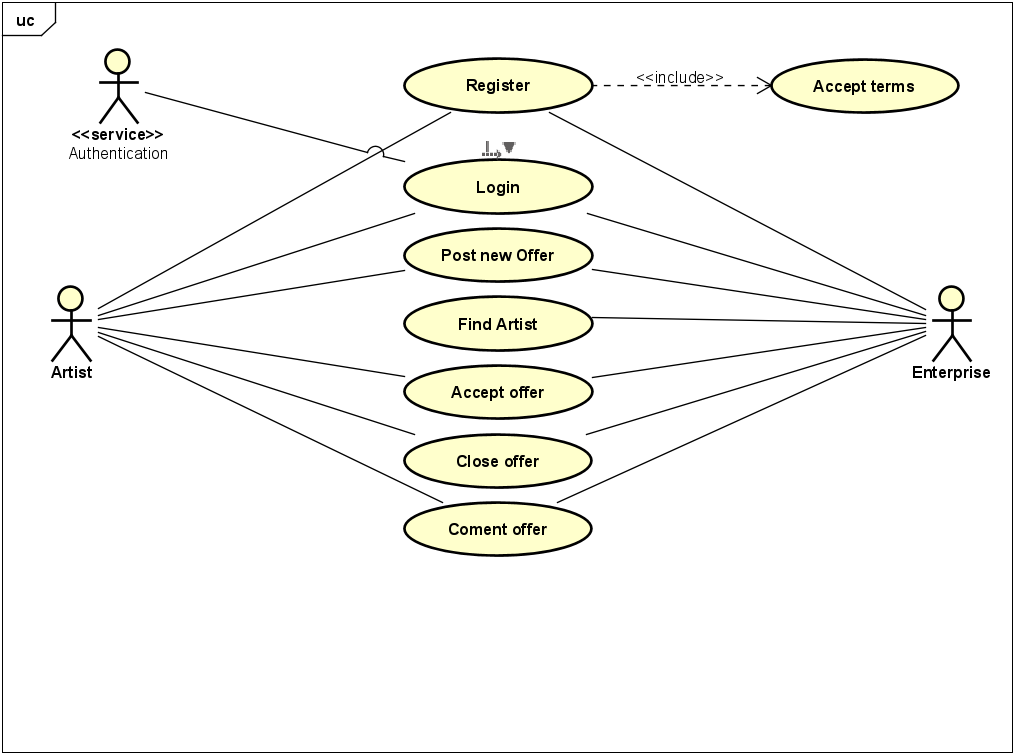 uc
Register
<<include>>
Accept terms
<<service>>
Authentication
Login
Post new Offer
Find Artist
Artist
Enterprise
Accept offer
Close offer
Coment offer